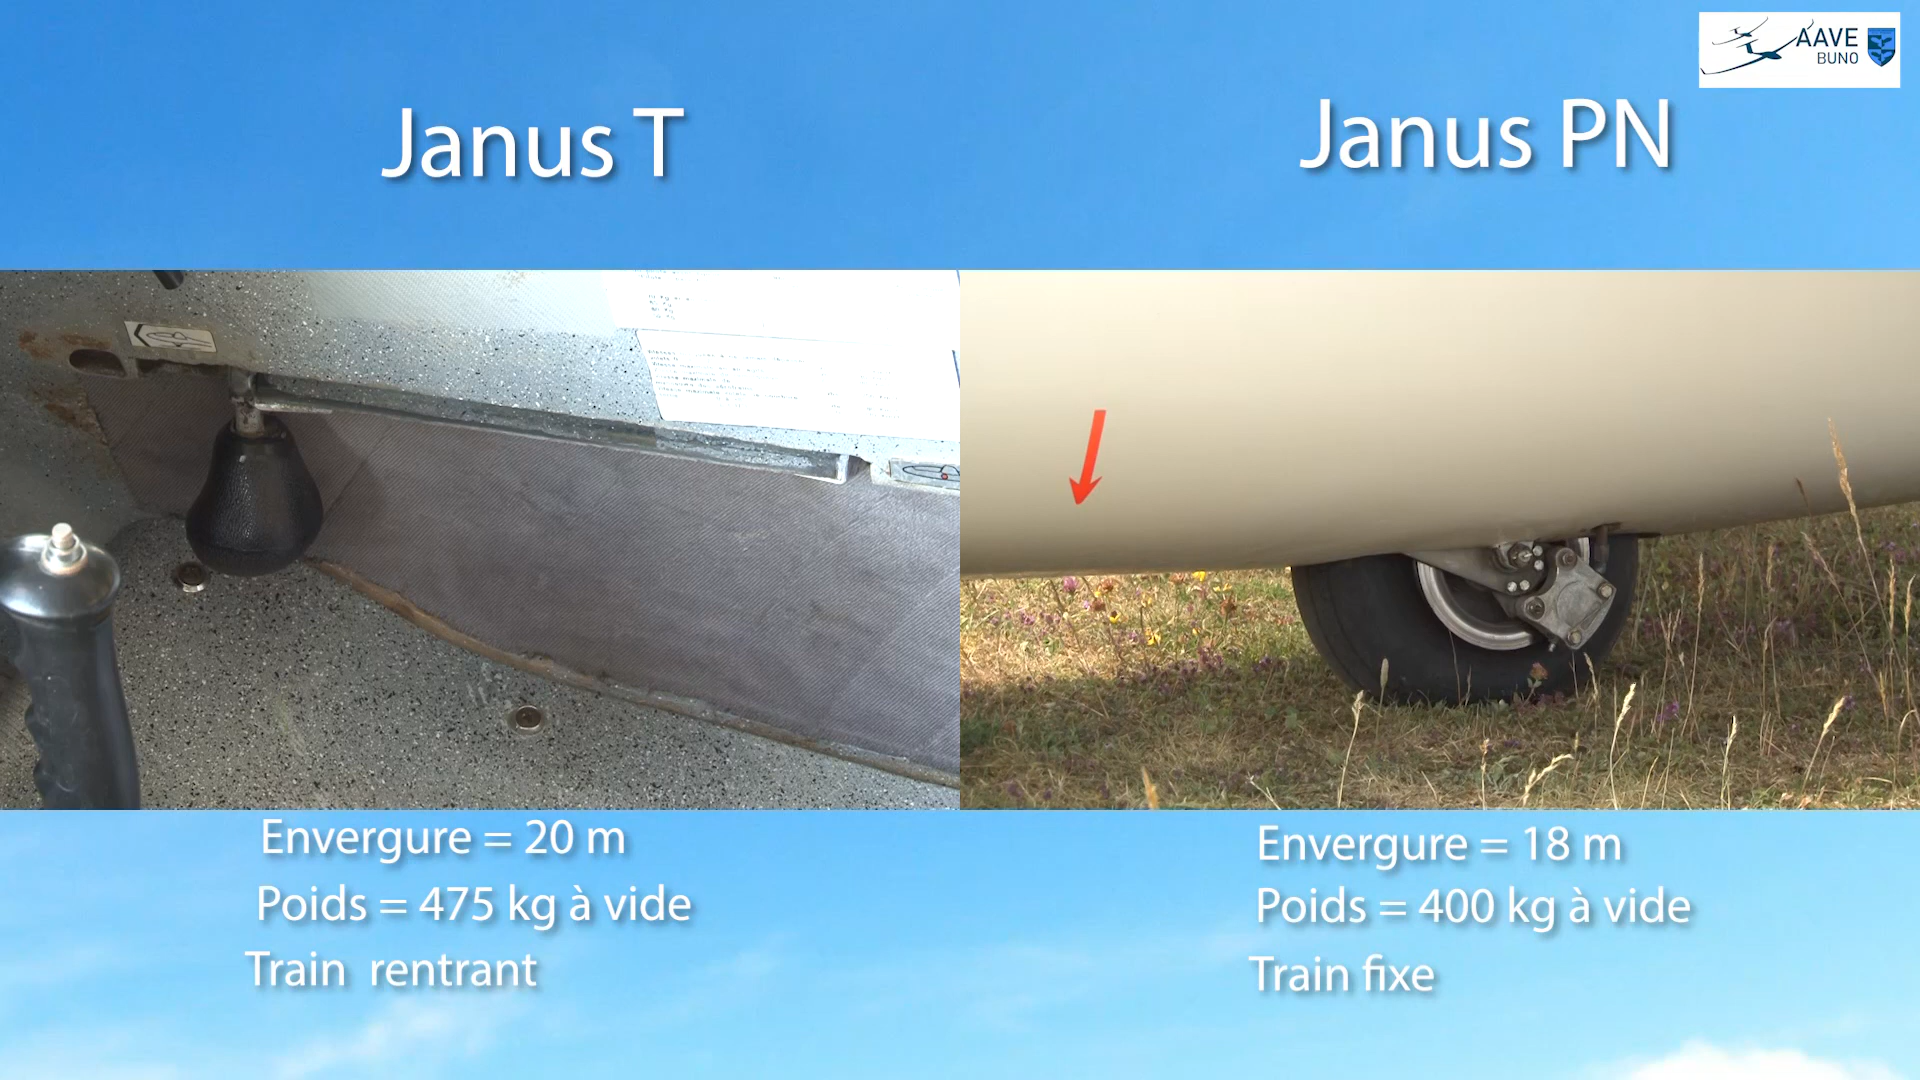 AAVE
BUNO
Janus T
Janus PN
Envergure = 20 m
Poids = 475 kg à vide
Train rentrant
Envergure = 18 m
Poids = 400 kg à vide
Train fixe